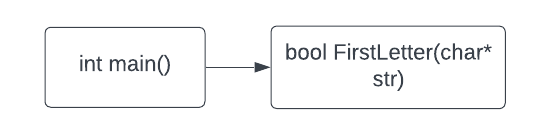 int main()
bool FirstLetter(char*
str)